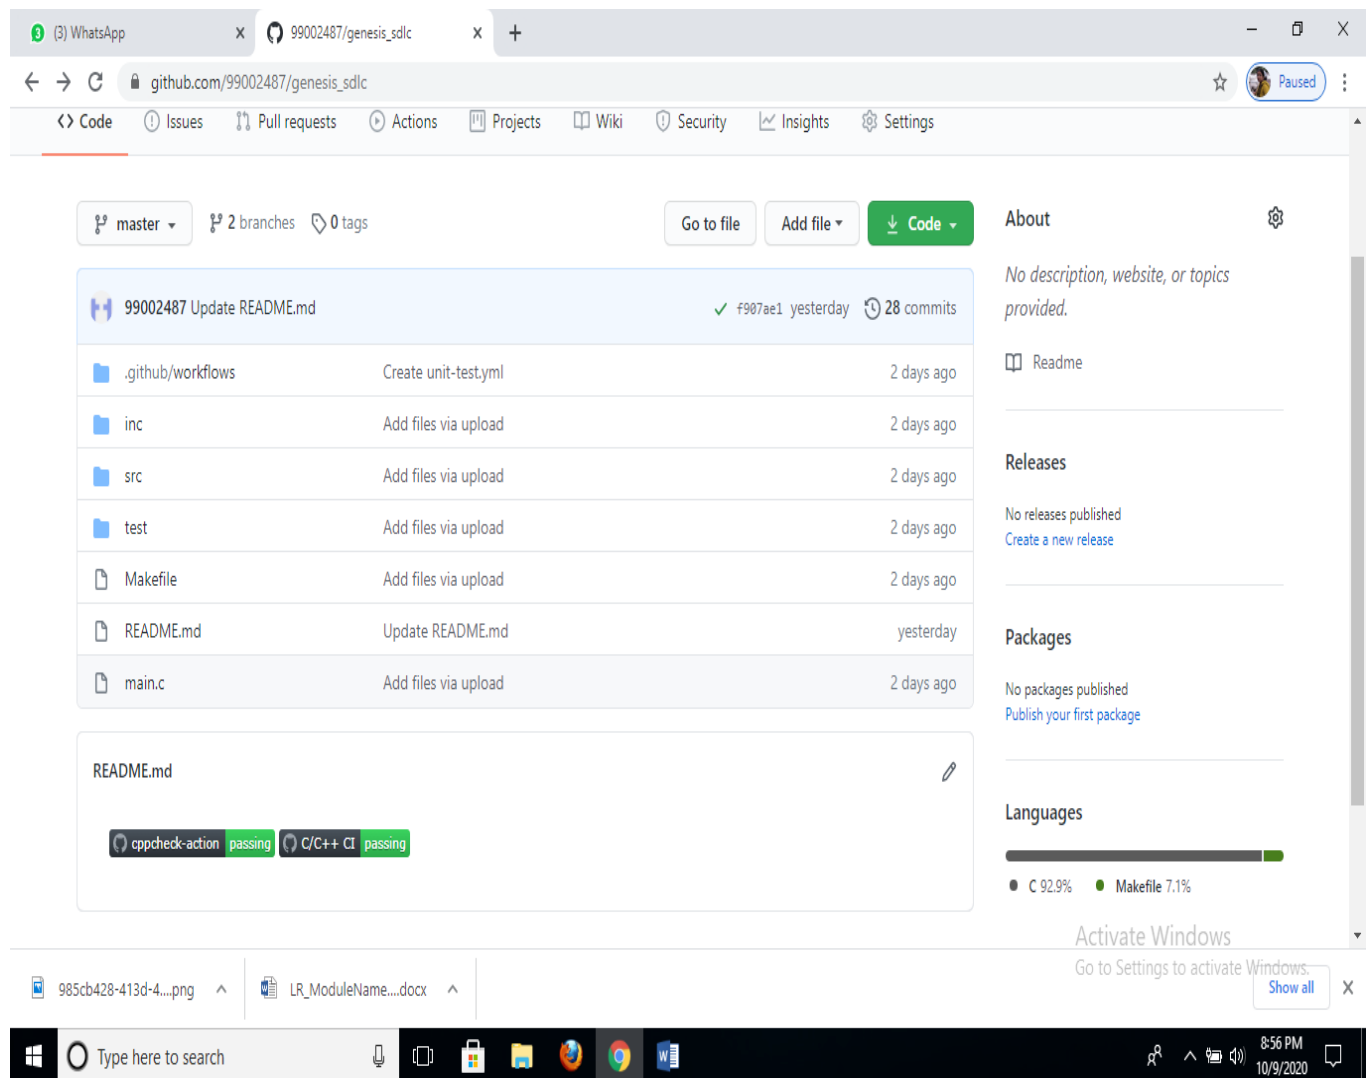 3 (3) WhatsApp
99002487/genesis_sdlc
github.com/99002487/genesis_sdlc
Paused
Code Issues Pull requests Actions Projects Wiki Security Insights Settings
master 2 branches 0 tags Go to file Add file Code
99002487 Update README.md f907ae1 yesterday 28 commits
.github/workflows Create unit-test.yml 2 days ago
inc Add files via upload 2 days ago
src Add files via upload 2 days ago
test Add files via upload 2 days ago
Makefile Add files via upload 2 days ago
README.md Update README.md yesterday
main.c Add files via upload 2 days ago
README.md
cppcheck-action passing C/C++ CI passing
About
No description, website, or topics
provided.
Readme
Releases
No releases published
Create a new release
Packages
No packages published
Publish your first package
Languages
C 92.9% Makefile 7.1%
Activate Windows
Go to Settings to activate Windows.
985cb428-413d-4....png LR_ModuleName....docx Show all
Type here to search
W
8:56 PM
10/9/2020